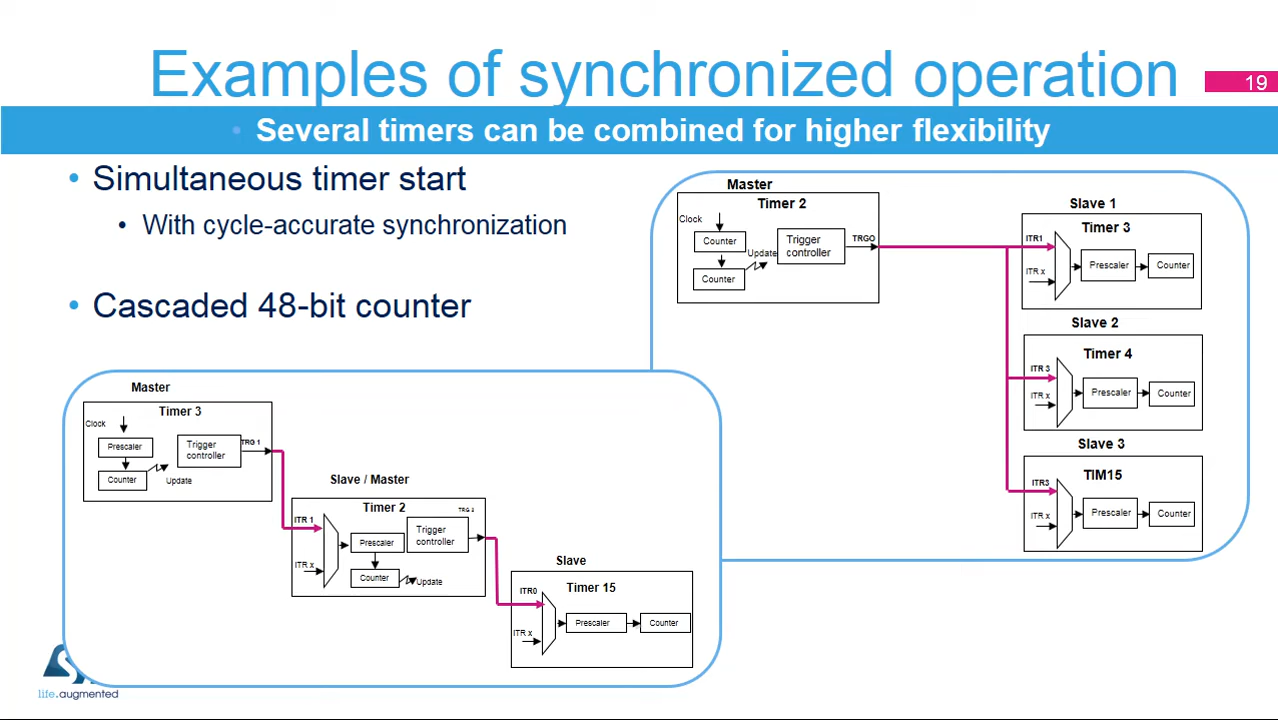 Examples of synchronized operation
19
• Several timers can be combined for higher flexibility
• Simultaneous timer start
• With cycle-accurate synchronization
• Cascaded 48-bit counter
Master
Timer 2
Clock
Counter
Update
Counter
Trigger
controller
TRGO
Slave 1
Timer 3
ITR1
ITR x
Prescaler
Counter
Slave 2
Timer 4
ITR 3
ITR x
Prescaler
Counter
Slave 3
TIM15
ITR3
ITR x
Prescaler
Counter
Master
Timer 3
Clock
Prescaler
Counter
Update
Trigger
controller
TRG 1
Slave / Master
Timer 2
TRG 2
ITR 1
ITR x
Prescaler
Counter
Update
Trigger
controller
Slave
Timer 15
ITR0
ITR x
Prescaler
Counter
life.augmented